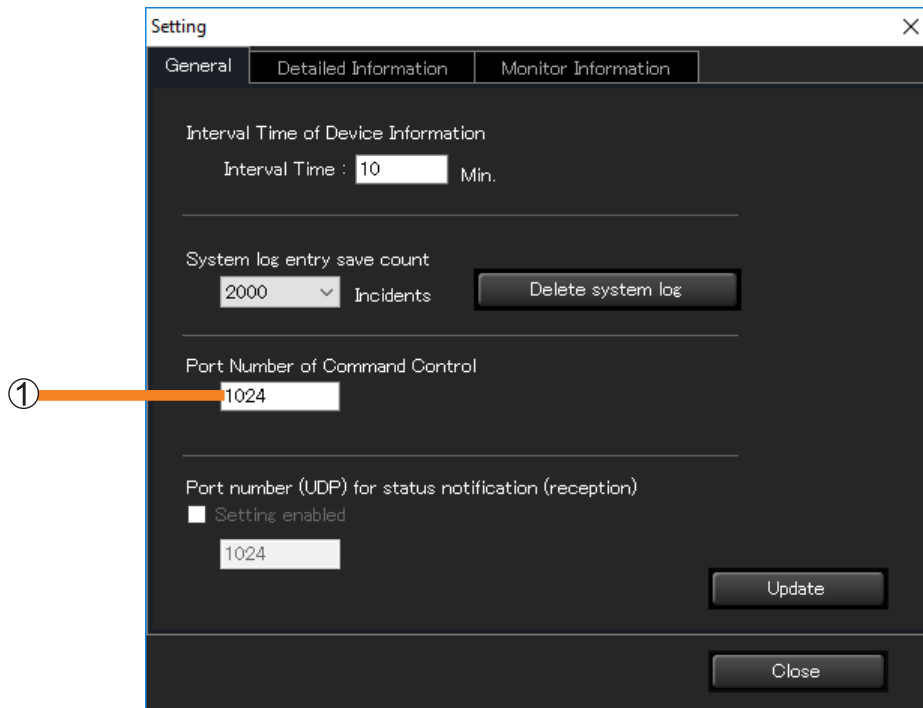 Setting
General Detailed Information Monitor Information
Interval Time of Device Information
Interval Time : 10 Min.
System log entry save count
2000 Incidents Delete system log
Port Number of Command Control
① 1024
Port number (UDP) for status notification (reception)
Setting enabled
1024
Update
Close